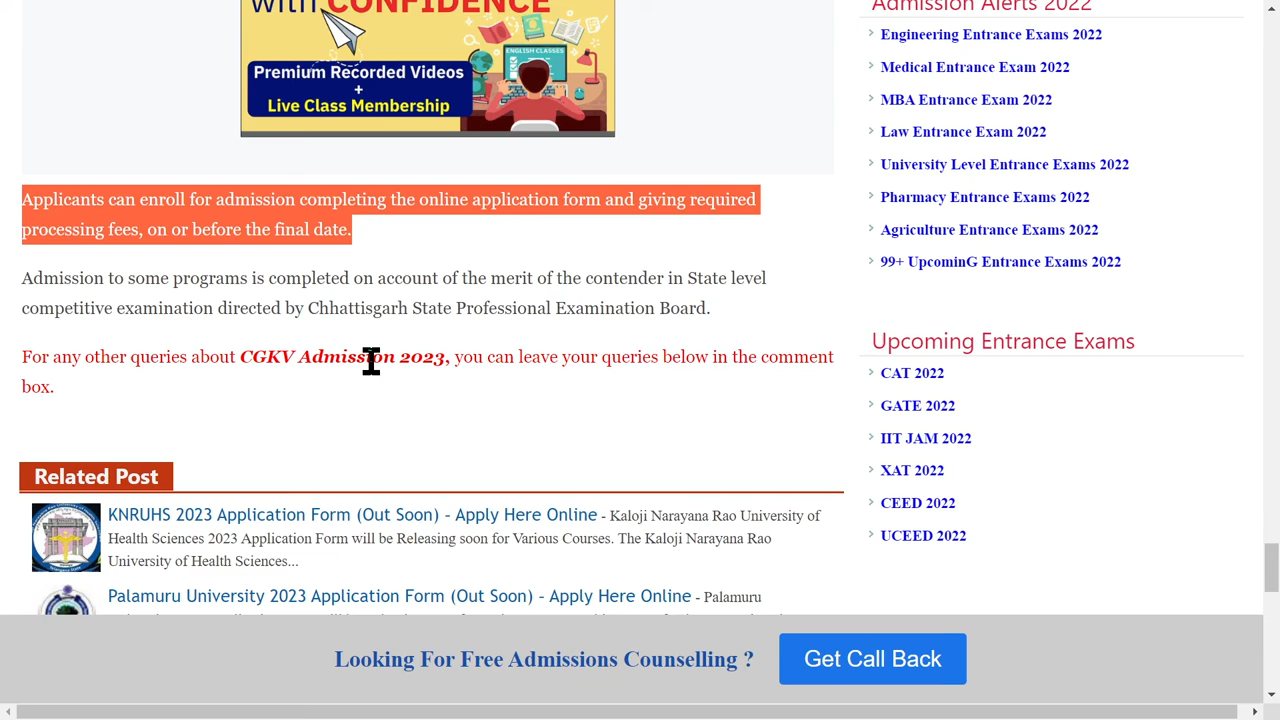 with CONFIDENCE
ENGLISH CLASSES
Premium Recorded Videos
+
Live Class Membership
Applicants can enroll for admission completing the online application form and giving required
processing fees, on or before the final date.
Admission to some programs is completed on account of the merit of the contender in State level
competitive examination directed by Chhattisgarh State Professional Examination Board.
For any other queries about CGKV Admission 2023, you can leave your queries below in the comment
box.
Related Post
KNRUHS 2023 Application Form (Out Soon) – Apply Here Online - Kaloji Narayana Rao University of
Health Sciences 2023 Application Form will be Releasing soon for Various Courses. The Kaloji Narayana Rao
University of Health Sciences...
Palamuru University 2023 Application Form (Out Soon) – Apply Here Online - Palamuru
Admission Alerts 2022
Engineering Entrance Exams 2022
Medical Entrance Exam 2022
MBA Entrance Exam 2022
Law Entrance Exam 2022
University Level Entrance Exams 2022
Pharmacy Entrance Exams 2022
Agriculture Entrance Exams 2022
99+ UpcominG Entrance Exams 2022
Upcoming Entrance Exams
CAT 2022
GATE 2022
IIT JAM 2022
XAT 2022
CEED 2022
UCEED 2022
Looking For Free Admissions Counselling ?
Get Call Back